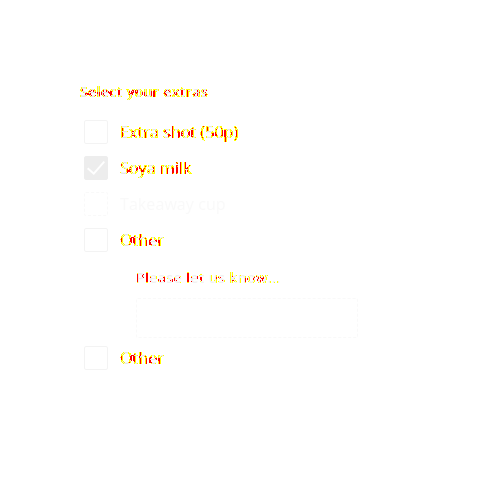 Select your extras
Extra shot (50p)
Soya milk
Takeaway cup
Other
Please let us know...
Other